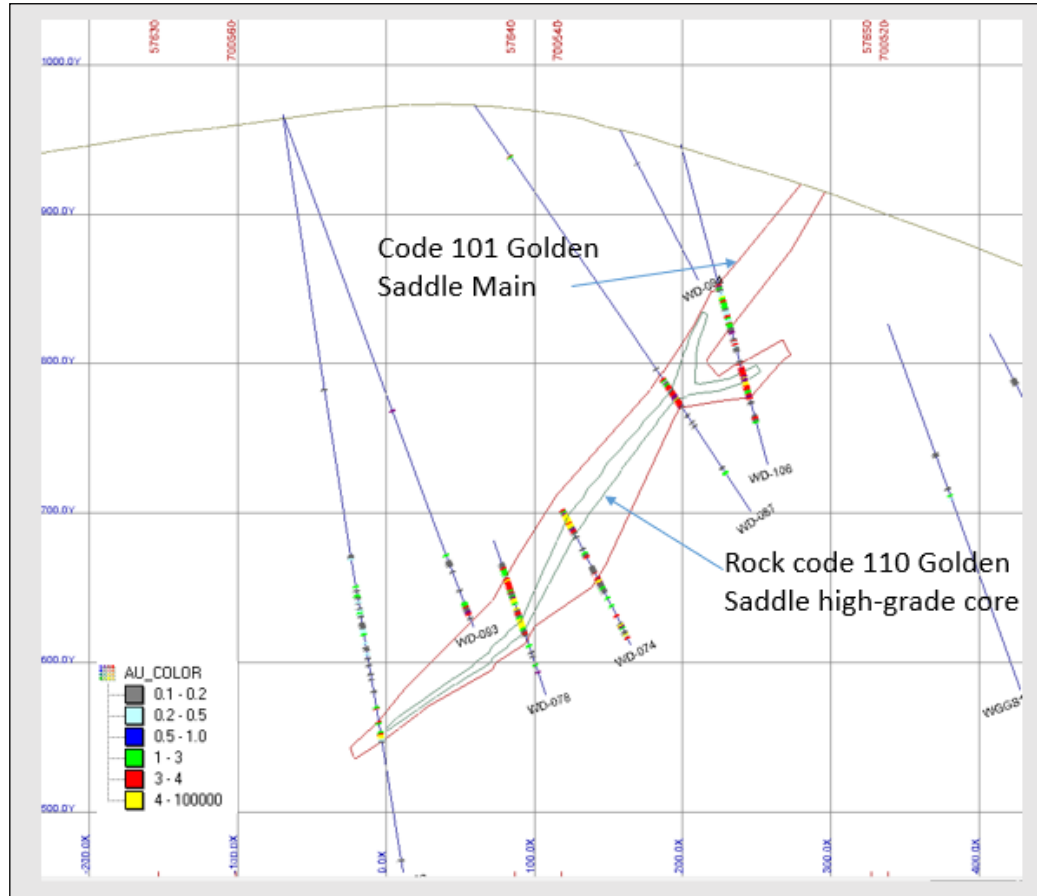 57630
700560
57640
700540
57650
700520
1000.0Y
900.0Y
800.0Y
700.0Y
600.0Y
500.0Y
Code 101 Golden
Saddle Main
WD-106
WD-087
Rock code 110 Golden
Saddle high-grade core
WD-093
WD-074
WD-078
AU_COLOR
0.1 - 0.2
0.2 - 0.5
0.5 - 1.0
1 - 3
3 - 4
4 - 100000
-200.0X
-100.0X
0.0X
100.0X
200.0X
300.0X
400.0X